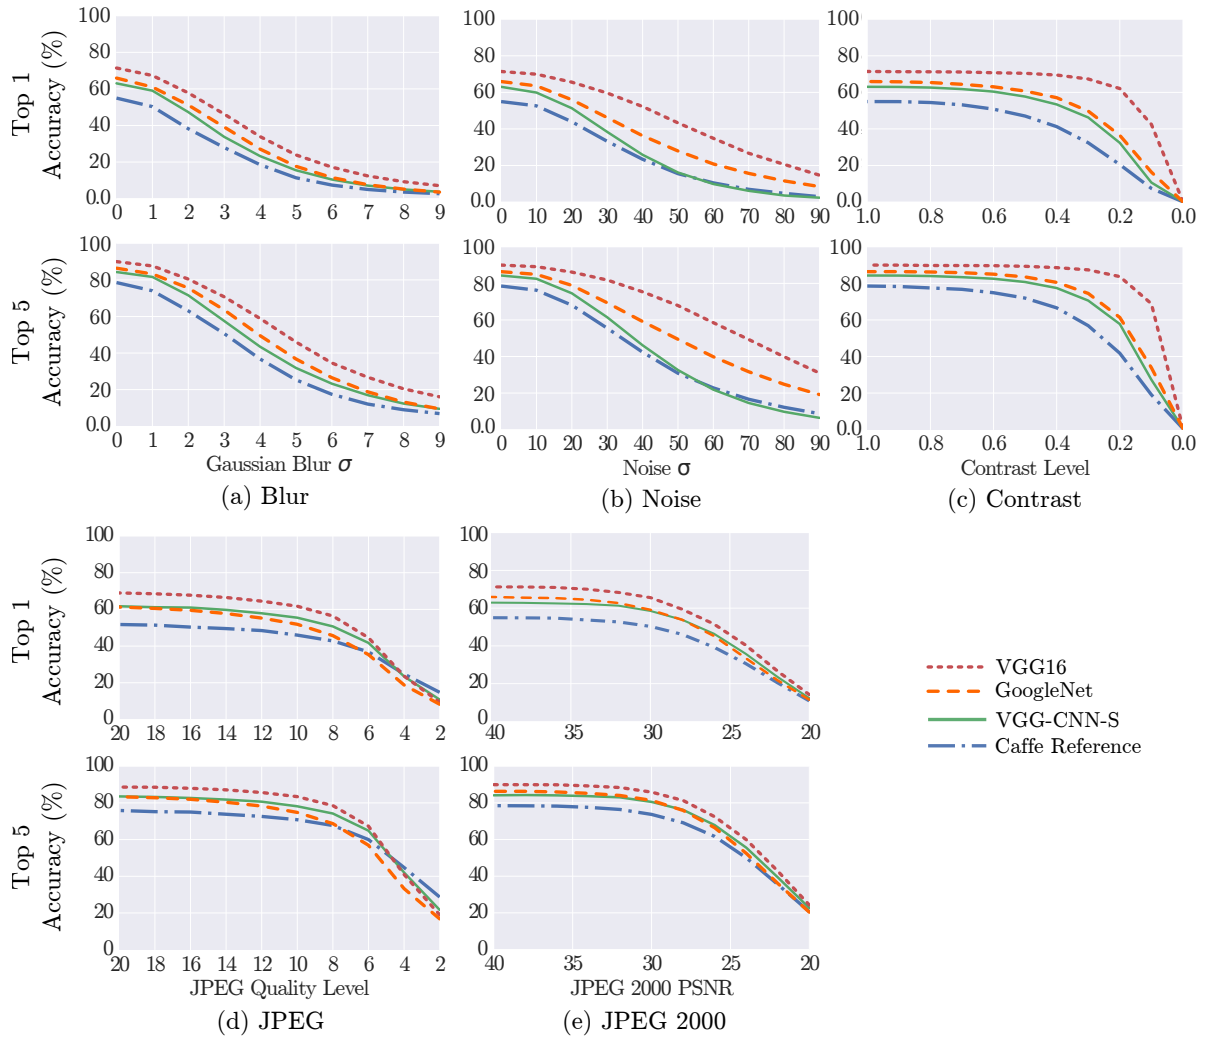 100 80 60 40 20 0.0
Top 1
Accuracy (%)
0 1 2 3 4 5 6 7 8 9
100 80 60 40 20 0.0
0 10 20 30 40 50 60 70 80 90
100 80 60 40 20 0.0
1.0 0.8 0.6 0.4 0.2 0.0
100 80 60 40 20 0.0
Top 5
Accuracy (%)
0 1 2 3 4 5 6 7 8 9
Gaussian Blur σ
(a) Blur
100 80 60 40 20 0.0
0 10 20 30 40 50 60 70 80 90
Noise σ
(b) Noise
100 80 60 40 20 0.0
1.0 0.8 0.6 0.4 0.2 0.0
Contrast Level
(c) Contrast
100 80 60 40 20 0
Top 1
Accuracy (%)
20 18 16 14 12 10 8 6 4 2
100 80 60 40 20 0
40 35 30 25 20
VGG16
GoogleNet
VGG-CNN-S
Caffe Reference
100 80 60 40 20 0
Top 5
Accuracy (%)
20 18 16 14 12 10 8 6 4 2
JPEG Quality Level
(d) JPEG
100 80 60 40 20 0
40 35 30 25 20
JPEG 2000 PSNR
(e) JPEG 2000